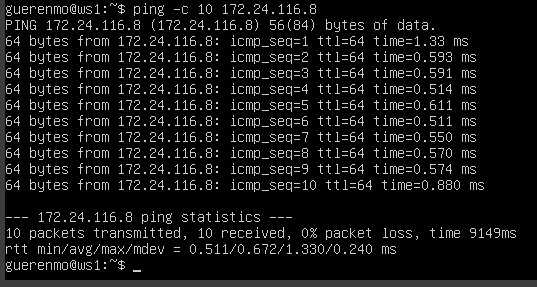 guerenmo@ws1:~$ ping -c 10 172.24.116.8
PING 172.24.116.8 (172.24.116.8) 56(84) bytes of data.
64 bytes from 172.24.116.8: icmp_seq=1 ttl=64 time=1.33 ms
64 bytes from 172.24.116.8: icmp_seq=2 ttl=64 time=0.593 ms
64 bytes from 172.24.116.8: icmp_seq=3 ttl=64 time=0.591 ms
64 bytes from 172.24.116.8: icmp_seq=4 ttl=64 time=0.514 ms
64 bytes from 172.24.116.8: icmp_seq=5 ttl=64 time=0.611 ms
64 bytes from 172.24.116.8: icmp_seq=6 ttl=64 time=0.511 ms
64 bytes from 172.24.116.8: icmp_seq=7 ttl=64 time=0.550 ms
64 bytes from 172.24.116.8: icmp_seq=8 ttl=64 time=0.570 ms
64 bytes from 172.24.116.8: icmp_seq=9 ttl=64 time=0.574 ms
64 bytes from 172.24.116.8: icmp_seq=10 ttl=64 time=0.880 ms
--- 172.24.116.8 ping statistics ---
10 packets transmitted, 10 received, 0% packet loss, time 9149ms
rtt min/avg/max/mdev = 0.511/0.672/1.330/0.240 ms
guerenmo@ws1:~$ _